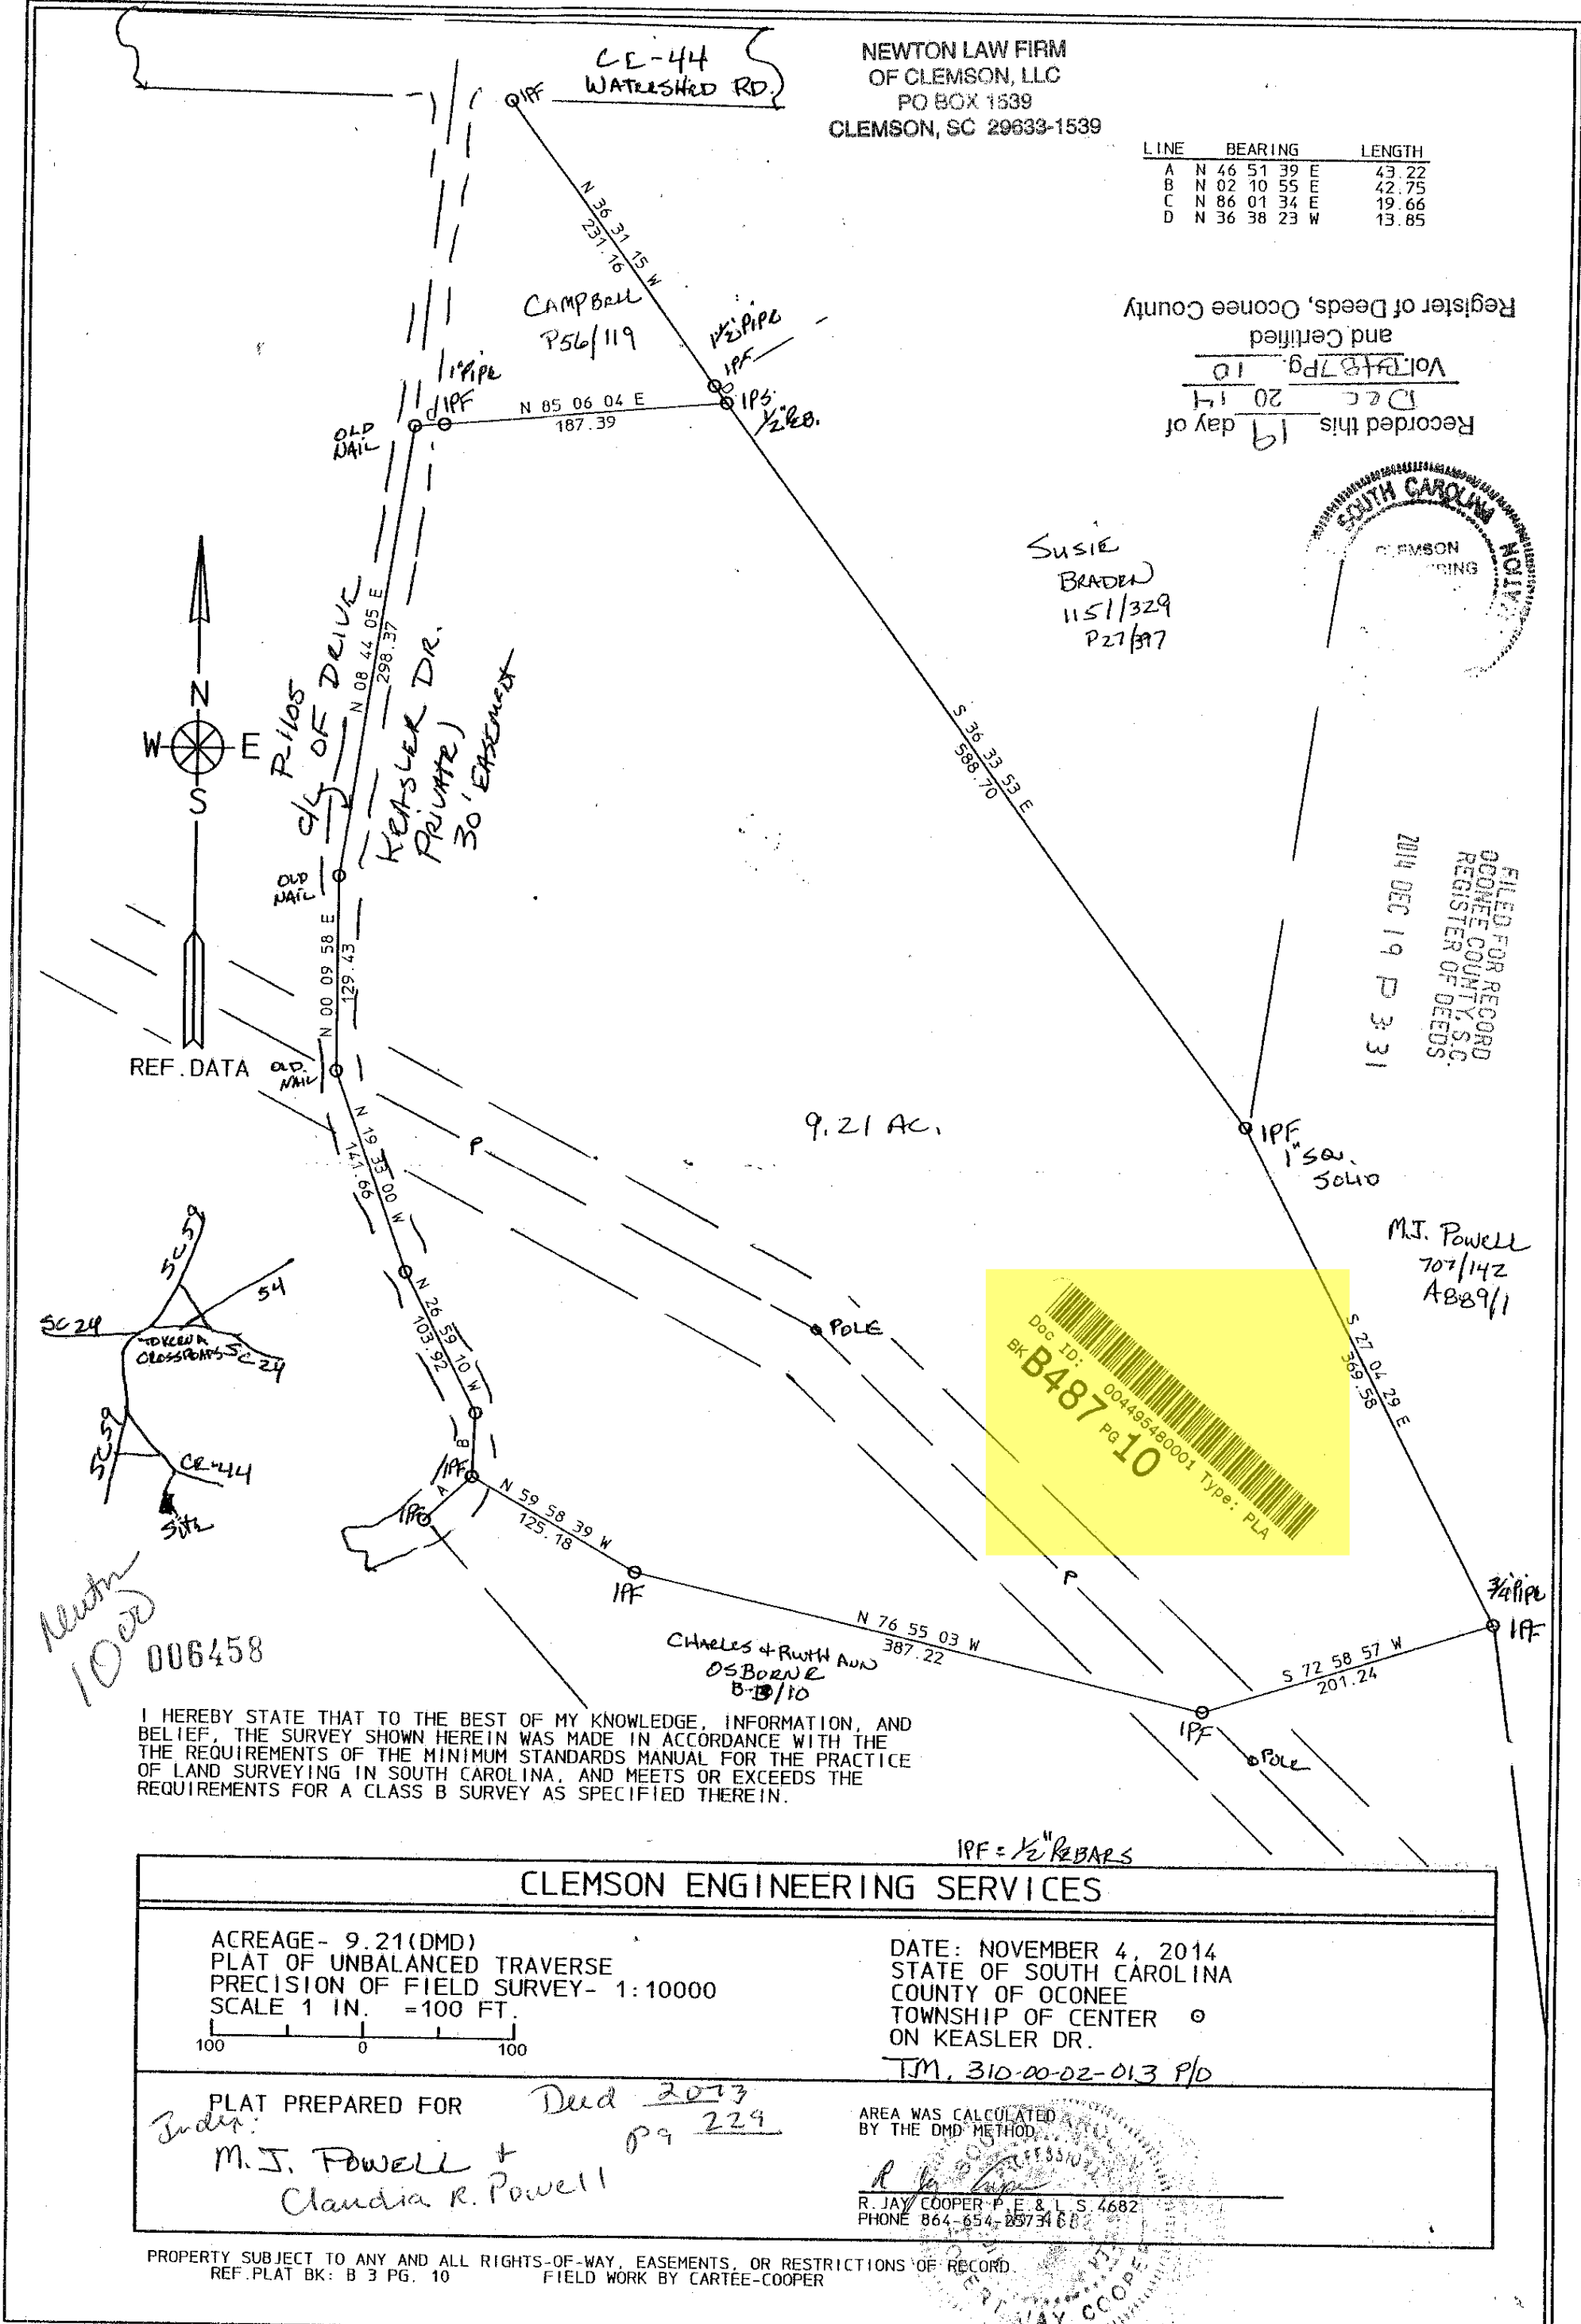 CE-44
WATERSHED RD.
NEWTON LAW FIRM
OF CLEMSON, LLC
PO BOX 1539
CLEMSON, SC 29633-1539
LINE BEARING LENGTH
A N 46 51 39 E 43.22
B N 02 10 55 E 42.75
C N 86 01 34 E 19.66
D N 36 38 23 W 13.85
IPF
N 36 31 15 W
231.16
CAMPBELL
P56/119
1½" PIPE
IPF
IPS
½" REB.
1" PIPE
IPF
OLD
NAIL
N 85 06 04 E
187.39
Recorded this 19 day of
Dec 20 14
Vol. B487 Pg. 10
and Certified
Register of Deeds, Oconee County
SOUTH CAROLINA
CLEMSON
SUSIE
BRADEN
1151/329
P27/397
N 08 44 05 E
298.37
C/L OF DRIVE
KEASLER DR.
PRIVATE)
30' EASEMENT
N
W E
S
REF.DATA
S 36 33 53 E
588.70
FILED FOR RECORD
OCONEE COUNTY, S.C.
REGISTER OF DEEDS
2014 DEC 19 P 3:31
OLD
NAIL
N 00 09 58 E
129.43
OLD
NAIL
N 19 33 00 W
141.66
P
9.21 AC.
IPF
1" SQ.
SOLID
M.J. POWELL
707/142
A889/1
S 27 04 29 E
369.58
SC 59
54
SC 24
TOKEENA
CROSSROADS
SC 24
SC 59
CR-44
SITE
N 26 59 10 W
103.92
POLE
Doc ID: 004495480001 Type: PLA
BK B487 PG 10
B
IPF
A
IPF
N 59 58 39 W
125.18
IPF
P
¾" PIPE
IPF
N 76 55 03 W
387.22
S 72 58 57 W
201.24
CHARLES & RUTH ANN
OSBORNE
IPF
POLE
Newton
10 00
006458
I HEREBY STATE THAT TO THE BEST OF MY KNOWLEDGE, INFORMATION, AND
BELIEF, THE SURVEY SHOWN HEREIN WAS MADE IN ACCORDANCE WITH THE
THE REQUIREMENTS OF THE MINIMUM STANDARDS MANUAL FOR THE PRACTICE
OF LAND SURVEYING IN SOUTH CAROLINA, AND MEETS OR EXCEEDS THE
REQUIREMENTS FOR A CLASS B SURVEY AS SPECIFIED THEREIN.
IPF = ½" REBARS
CLEMSON ENGINEERING SERVICES
ACREAGE- 9.21(DMD)
PLAT OF UNBALANCED TRAVERSE
PRECISION OF FIELD SURVEY- 1:10000
SCALE 1 IN. =100 FT.
100 0 100
DATE: NOVEMBER 4, 2014
STATE OF SOUTH CAROLINA
COUNTY OF OCONEE
TOWNSHIP OF CENTER
ON KEASLER DR.
TM. 310-00-02-013 P/O
PLAT PREPARED FOR
Deed 2073
pg 229
Index:
M.J. POWELL +
Claudia R. Powell
AREA WAS CALCULATED
BY THE DMD METHOD
R. JAY COOPER P.E.& L.S.4682
PHONE 864-654-
PROPERTY SUBJECT TO ANY AND ALL RIGHTS-OF-WAY, EASEMENTS, OR RESTRICTIONS OF RECORD.
REF.PLAT BK: B 3 PG. 10 FIELD WORK BY CARTEE-COOPER